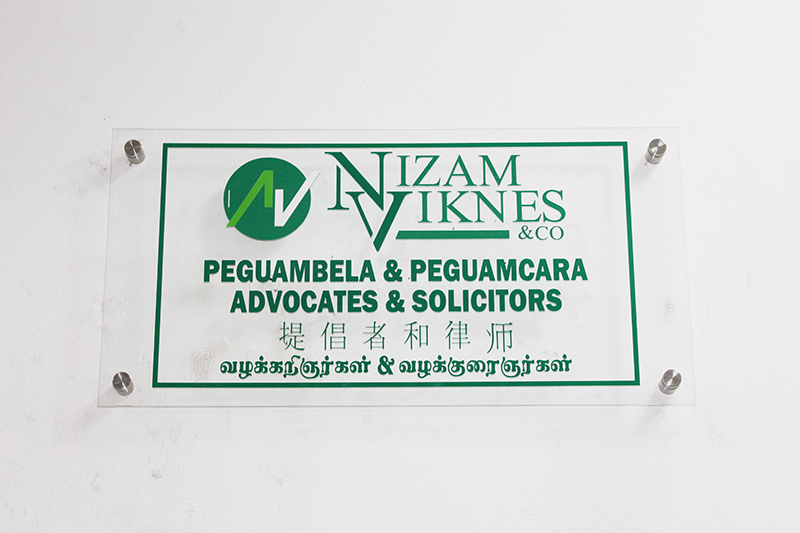 NIZAM
VIKNES
& CO
PEGUAMBELA & PEGUAMCARA
ADVOCATES & SOLICITORS
堤倡者和律师
வழக்கறிஞர்கள் & வழக்குரைஞர்கள்